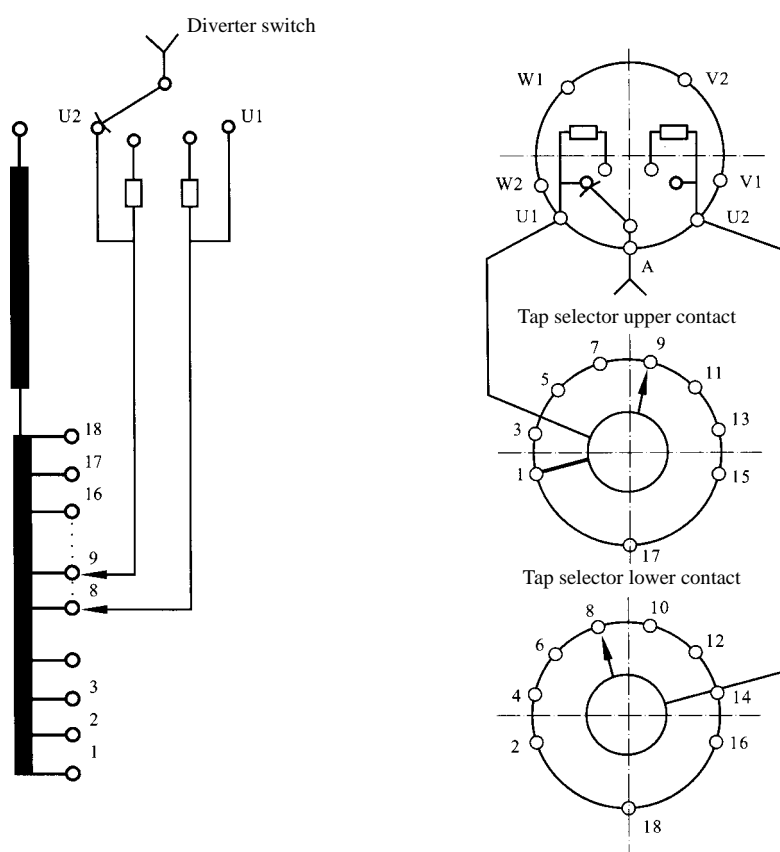 Diverter switch
U2
U1
18
17
16
9
8
3
2
1
W1
V2
W2
V1
U1
U2
A
Tap selector upper contact
7
9
5
11
3
13
1
15
17
Tap selector lower contact
8
10
6
12
4
14
2
16
18